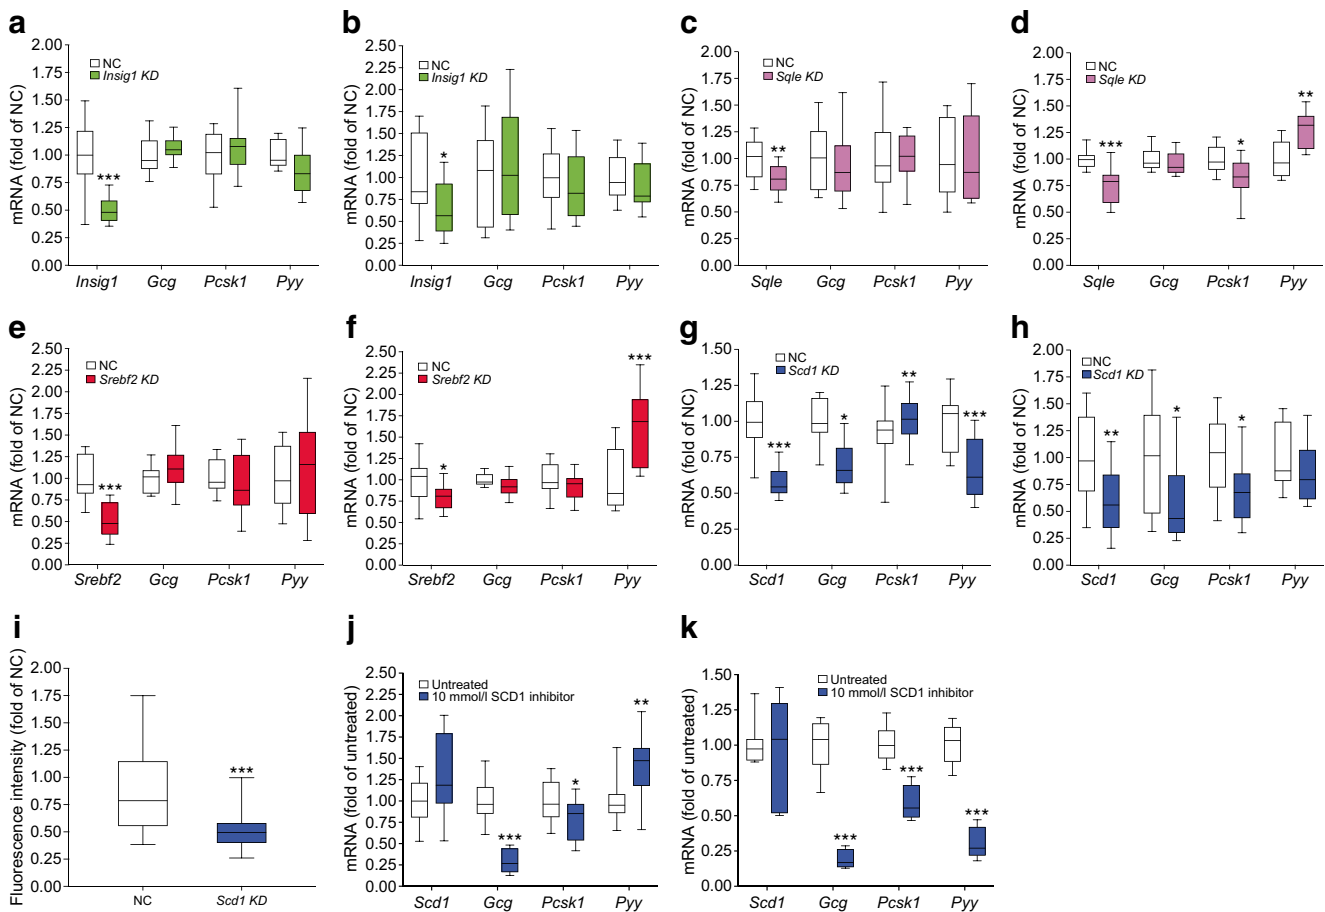 a
mRNA (fold of NC)
2.00
1.75
1.50
1.25
1.00
0.75
0.50
0.25
0.00
NC
Insig1 KD
***
Insig1 Gcg Pcsk1 Pyy
b
mRNA (fold of NC)
2.50
2.25
2.00
1.75
1.50
1.25
1.00
0.75
0.50
0.25
0.00
NC
Insig1 KD
*
Insig1 Gcg Pcsk1 Pyy
c
mRNA (fold of NC)
2.00
1.75
1.50
1.25
1.00
0.75
0.50
0.25
0.00
NC
Sqle KD
**
Sqle Gcg Pcsk1 Pyy
d
mRNA (fold of NC)
2.00
1.75
1.50
1.25
1.00
0.75
0.50
0.25
0.00
NC
Sqle KD
*** * **
Sqle Gcg Pcsk1 Pyy
e
mRNA (fold of NC)
2.50
2.25
2.00
1.75
1.50
1.25
1.00
0.75
0.50
0.25
0.00
NC
Srebf2 KD
***
Srebf2 Gcg Pcsk1 Pyy
f
mRNA (fold of NC)
2.50
2.25
2.00
1.75
1.50
1.25
1.00
0.75
0.50
0.25
0.00
NC
Srebf2 KD
* ***
Srebf2 Gcg Pcsk1 Pyy
g
mRNA (fold of NC)
1.50
1.25
1.00
0.75
0.50
0.25
0.00
NC
Scd1 KD
*** * ** ***
Scd1 Gcg Pcsk1 Pyy
h
mRNA (fold of NC)
2.00
1.75
1.50
1.25
1.00
0.75
0.50
0.25
0.00
NC
Scd1 KD
** * *
Scd1 Gcg Pcsk1 Pyy
i
Fluorescence intensity (fold of NC)
2.00
1.75
1.50
1.25
1.00
0.75
0.50
0.25
0.00
***
NC Scd1 KD
j
mRNA (fold of untreated)
2.50
2.25
2.00
1.75
1.50
1.25
1.00
0.75
0.50
0.25
0.00
Untreated
10 mmol/l SCD1 inhibitor
*** * **
Scd1 Gcg Pcsk1 Pyy
k
mRNA (fold of untreated)
1.50
1.25
1.00
0.75
0.50
0.25
0.00
Untreated
10 mmol/l SCD1 inhibitor
*** *** ***
Scd1 Gcg Pcsk1 Pyy